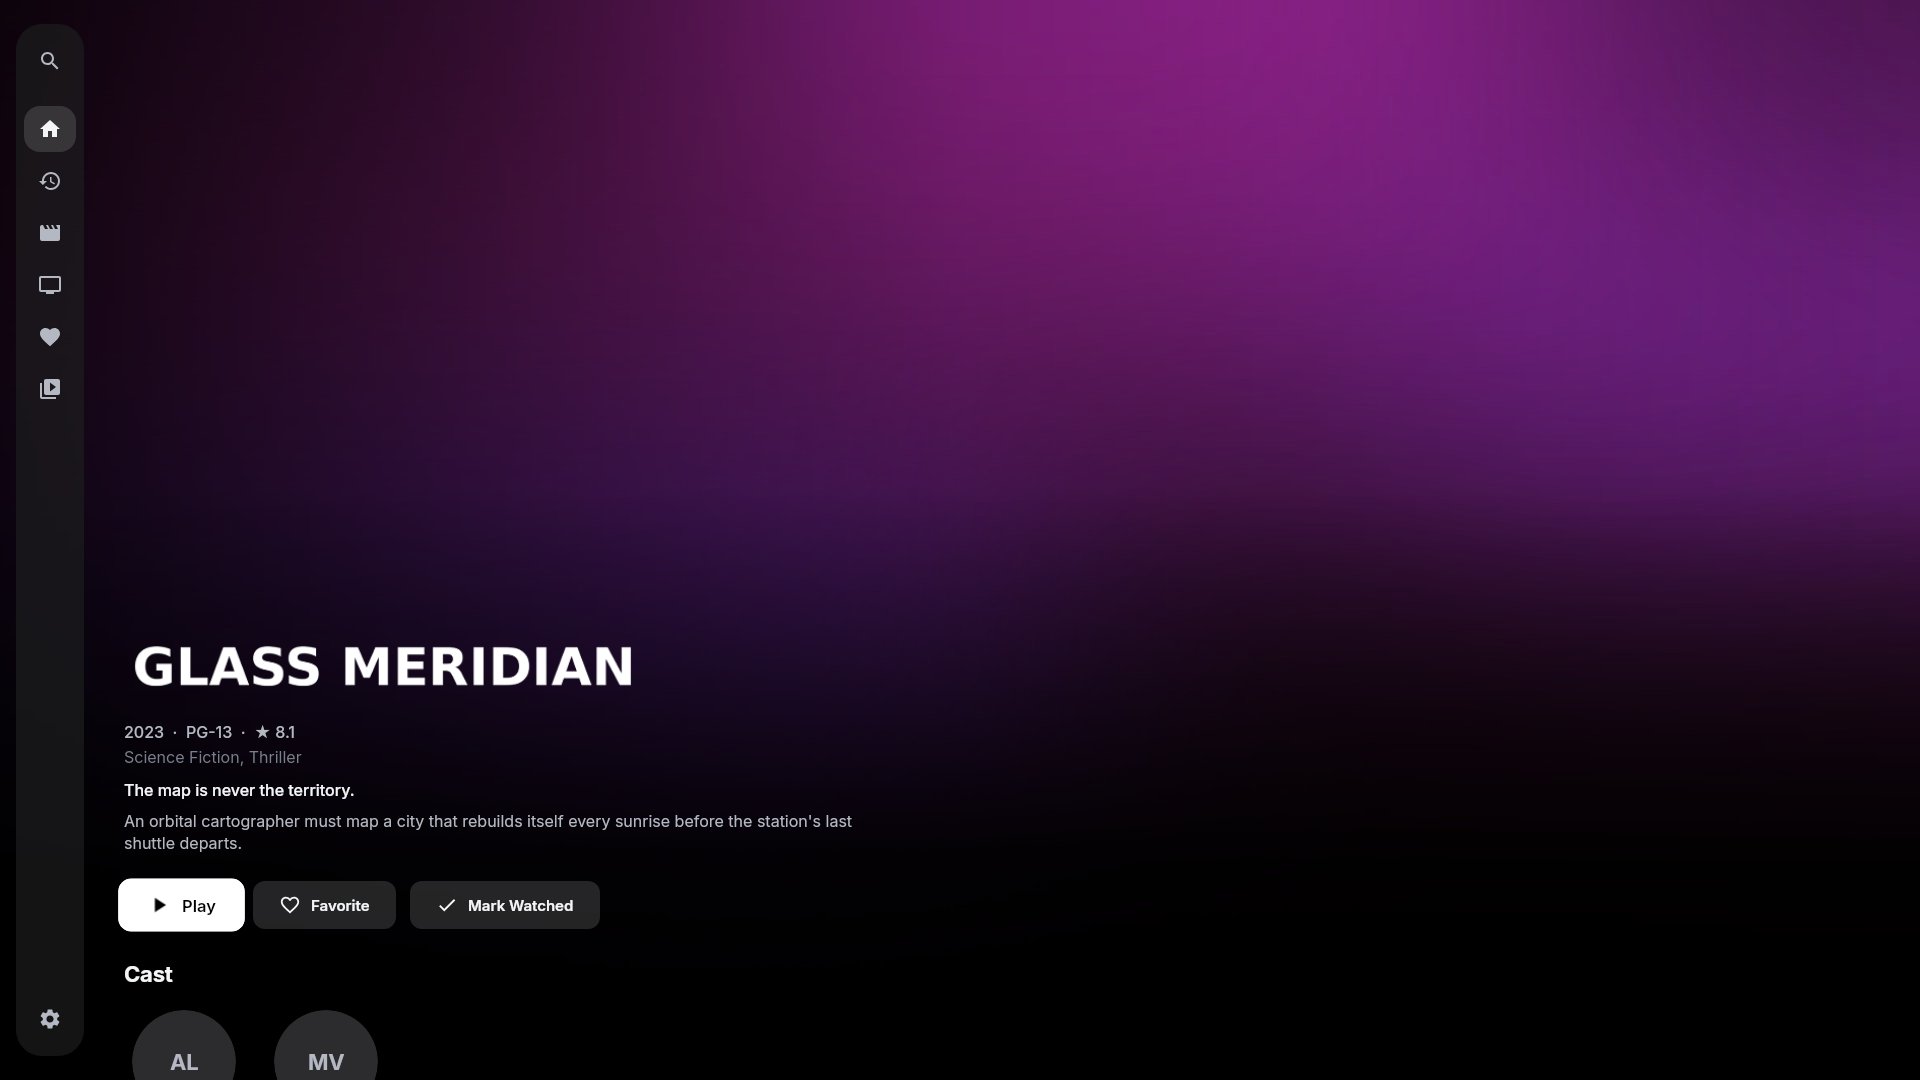 GLASS MERIDIAN
2023 · PG-13 · ★ 8.1
Science Fiction, Thriller
The map is never the territory.
An orbital cartographer must map a city that rebuilds itself every sunrise before the station's last
shuttle departs.
Play
Favorite
Mark Watched
Cast
AL
MV